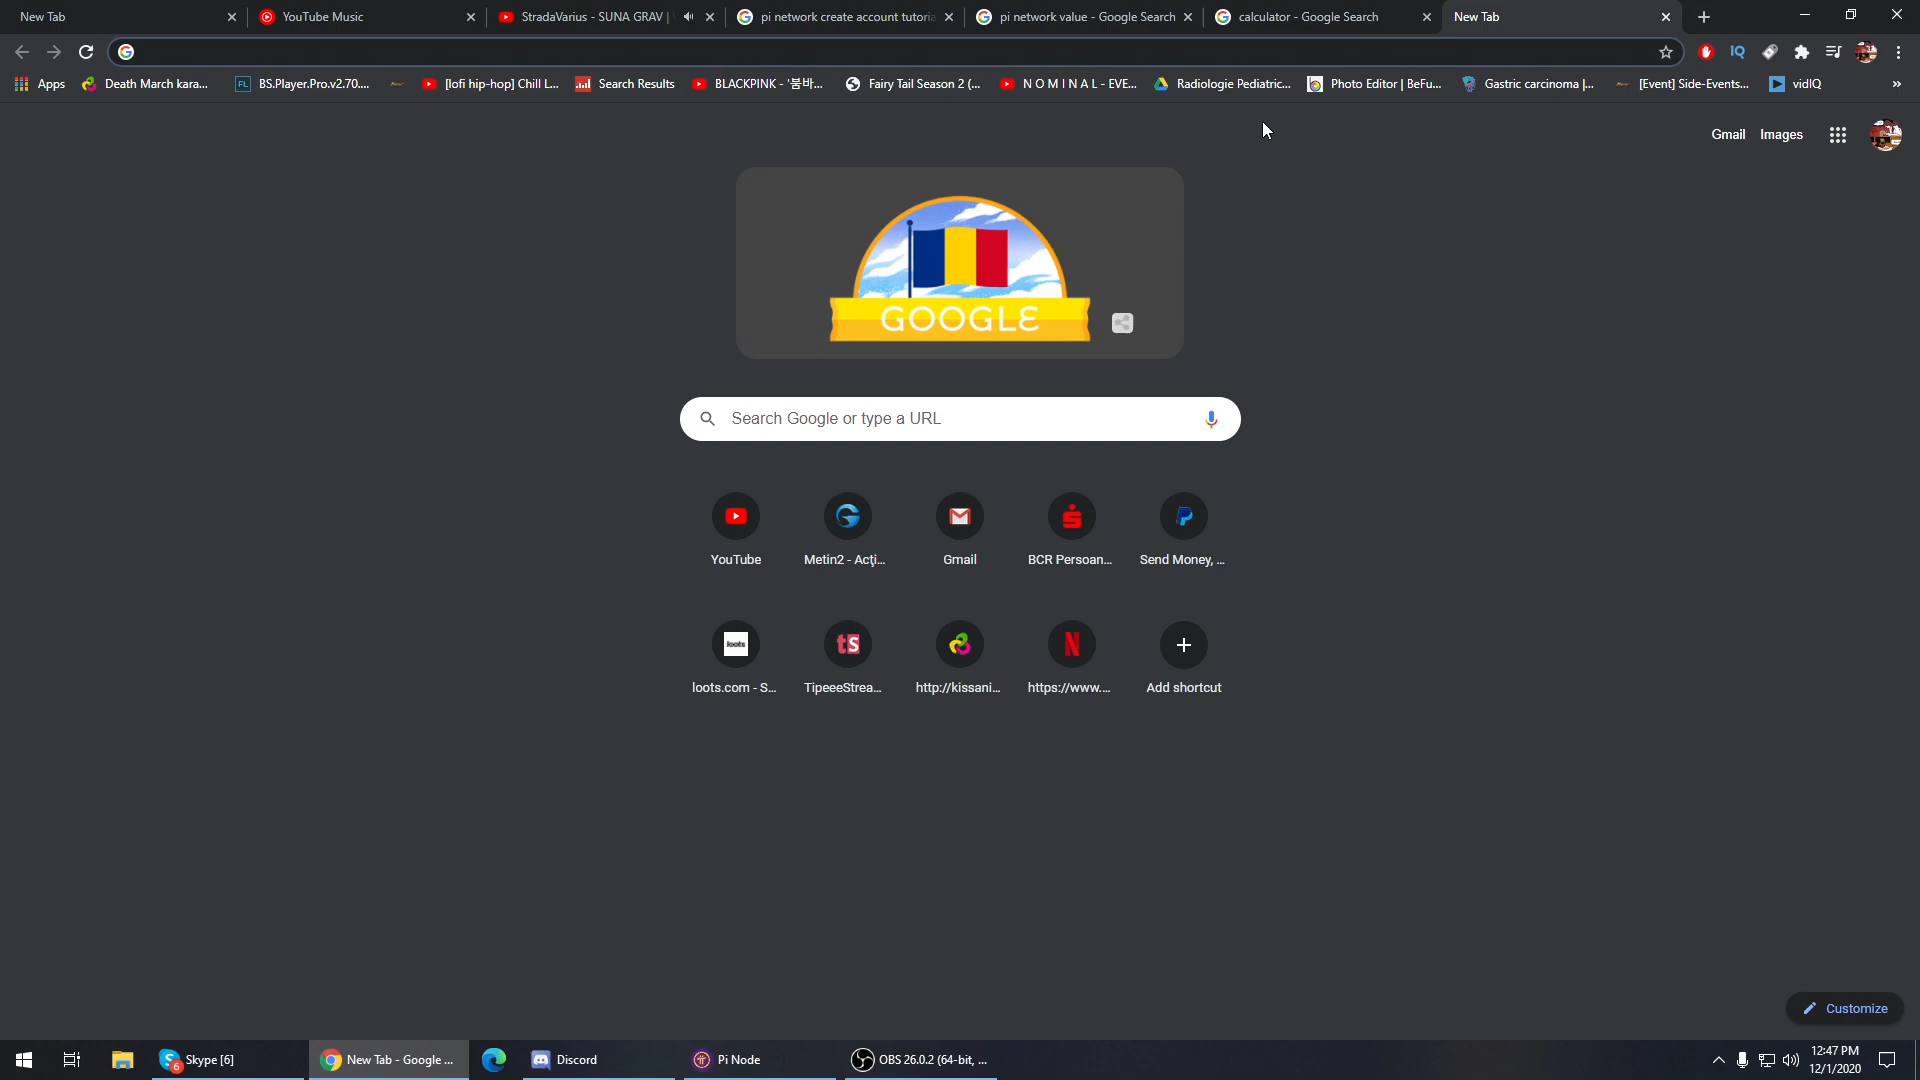 New Tab
YouTube Music
StradaVarius - SUNA GRAV |
pi network create account tutoria
pi network value - Google Search
calculator - Google Search
New Tab
Apps
Death March kara...
BS.Player.Pro.v2.70....
[lofi hip-hop] Chill L...
Search Results
BLACKPINK - '붐바...
Fairy Tail Season 2 (...
N O M I N A L - EVE...
Radiologie Pediatric...
Photo Editor | BeFu...
Gastric carcinoma |...
[Event] Side-Events...
vidIQ
»
Gmail
Images
GOOGLE
Search Google or type a URL
YouTube
Metin2 - Acți...
Gmail
BCR Persoan...
Send Money, ...
loots
tS
N
loots.com - S...
TipeeeStrea...
http://kissani...
https://www....
Add shortcut
Customize
6
Skype [6]
New Tab - Google ...
Discord
Pi Node
OBS 26.0.2 (64-bit, ...
12:47 PM
12/1/2020